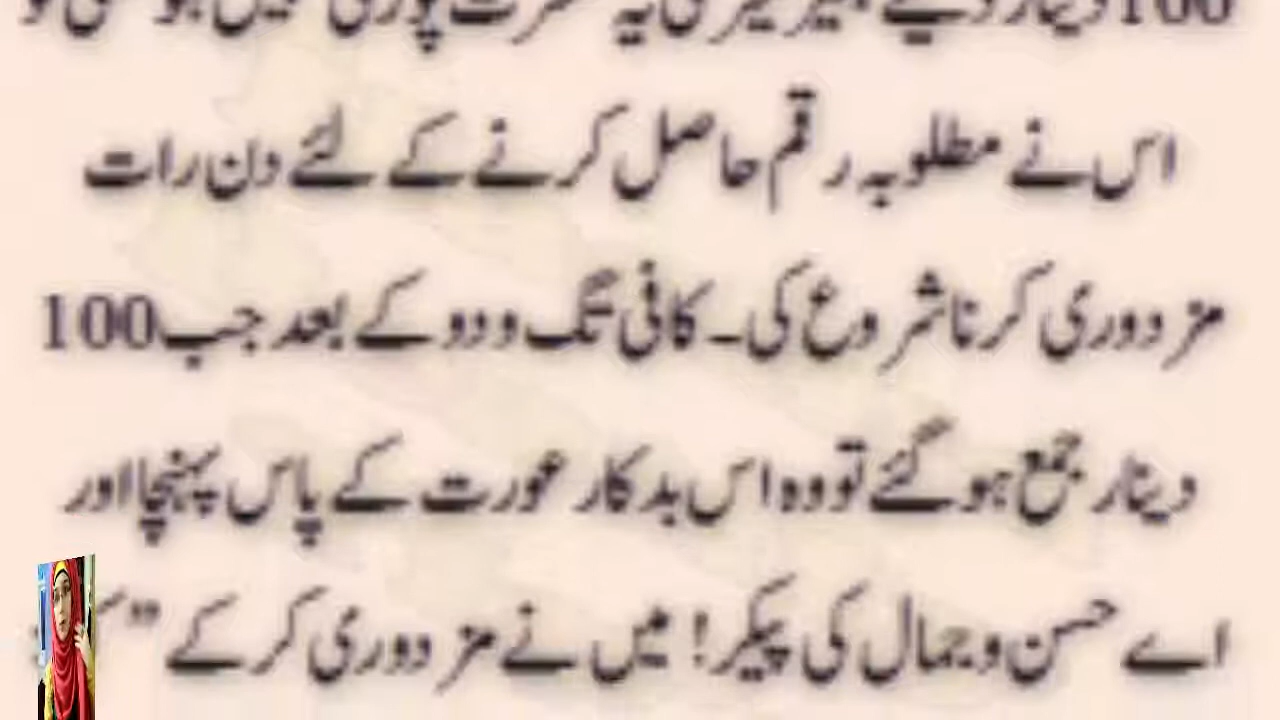 اس نے مطلوبہ رقم حاصل کرنے کے لئے دن رات
مزدوری کرنا شروع کی۔ کافی تگ و دو کے بعد جب 100
دینار جمع ہو گئے تو وہ اس بدکار عورت کے پاس پہنچا اور
اے حسن و جمال کی پیکر! میں نے مزدوری کر کے "